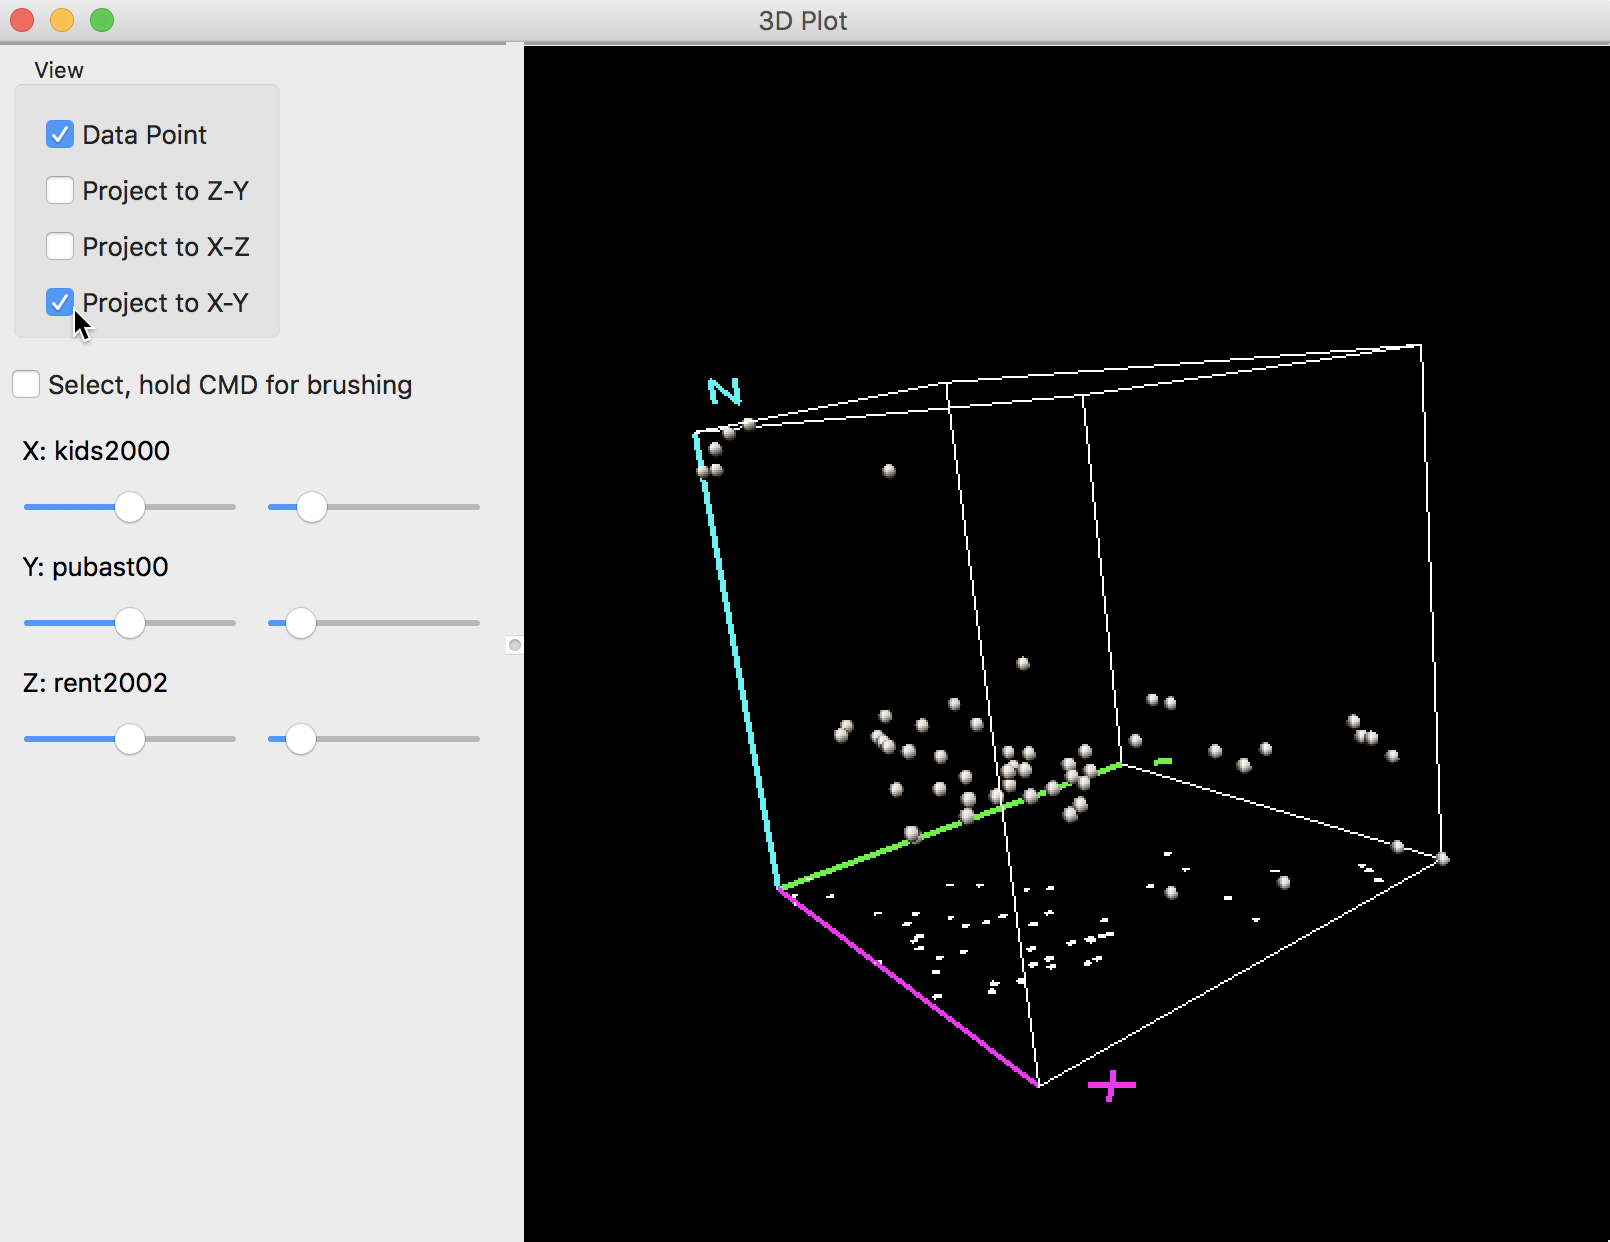 3D Plot
View
Data Point
Project to Z-Y
Project to X-Z
Project to X-Y
Select, hold CMD for brushing
X: kids2000
Y: pubast00
Z: rent2002
Z